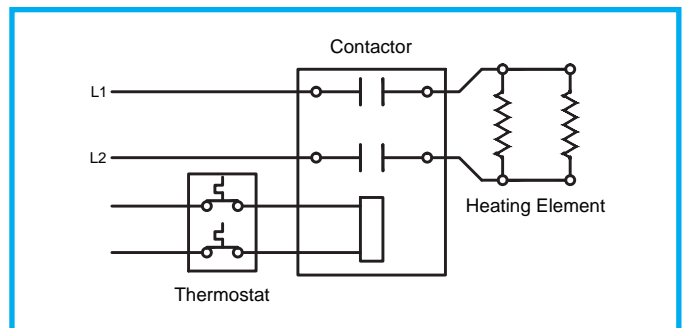 Contactor
L1
L2
Heating Element
Thermostat